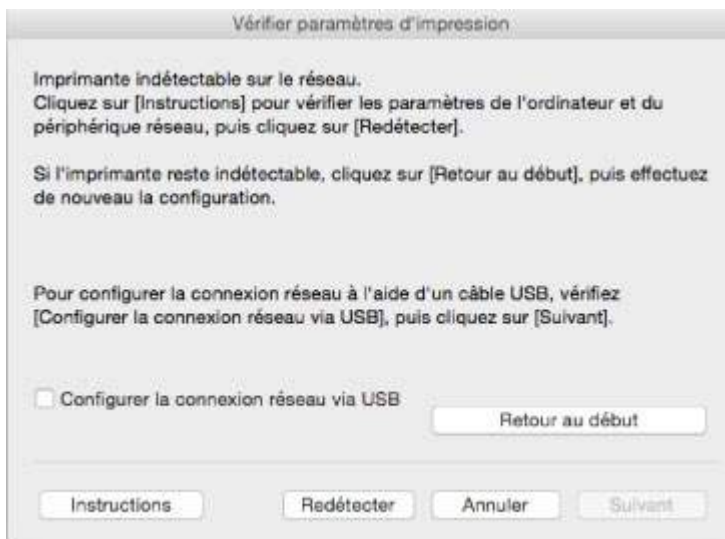 Vérifier paramètres d'impression
Imprimante indétectable sur le réseau.
Cliquez sur [Instructions] pour vérifier les paramètres de l'ordinateur et du
périphérique réseau, puis cliquez sur [Redétecter].
Si l'imprimante reste indétectable, cliquez sur [Retour au début], puis effectuez
de nouveau la configuration.
Pour configurer la connexion réseau à l'aide d'un câble USB, vérifiez
[Configurer la connexion réseau via USB], puis cliquez sur [Suivant].
Configurer la connexion réseau via USB
Retour au début
Instructions Redétecter Annuler Suivant